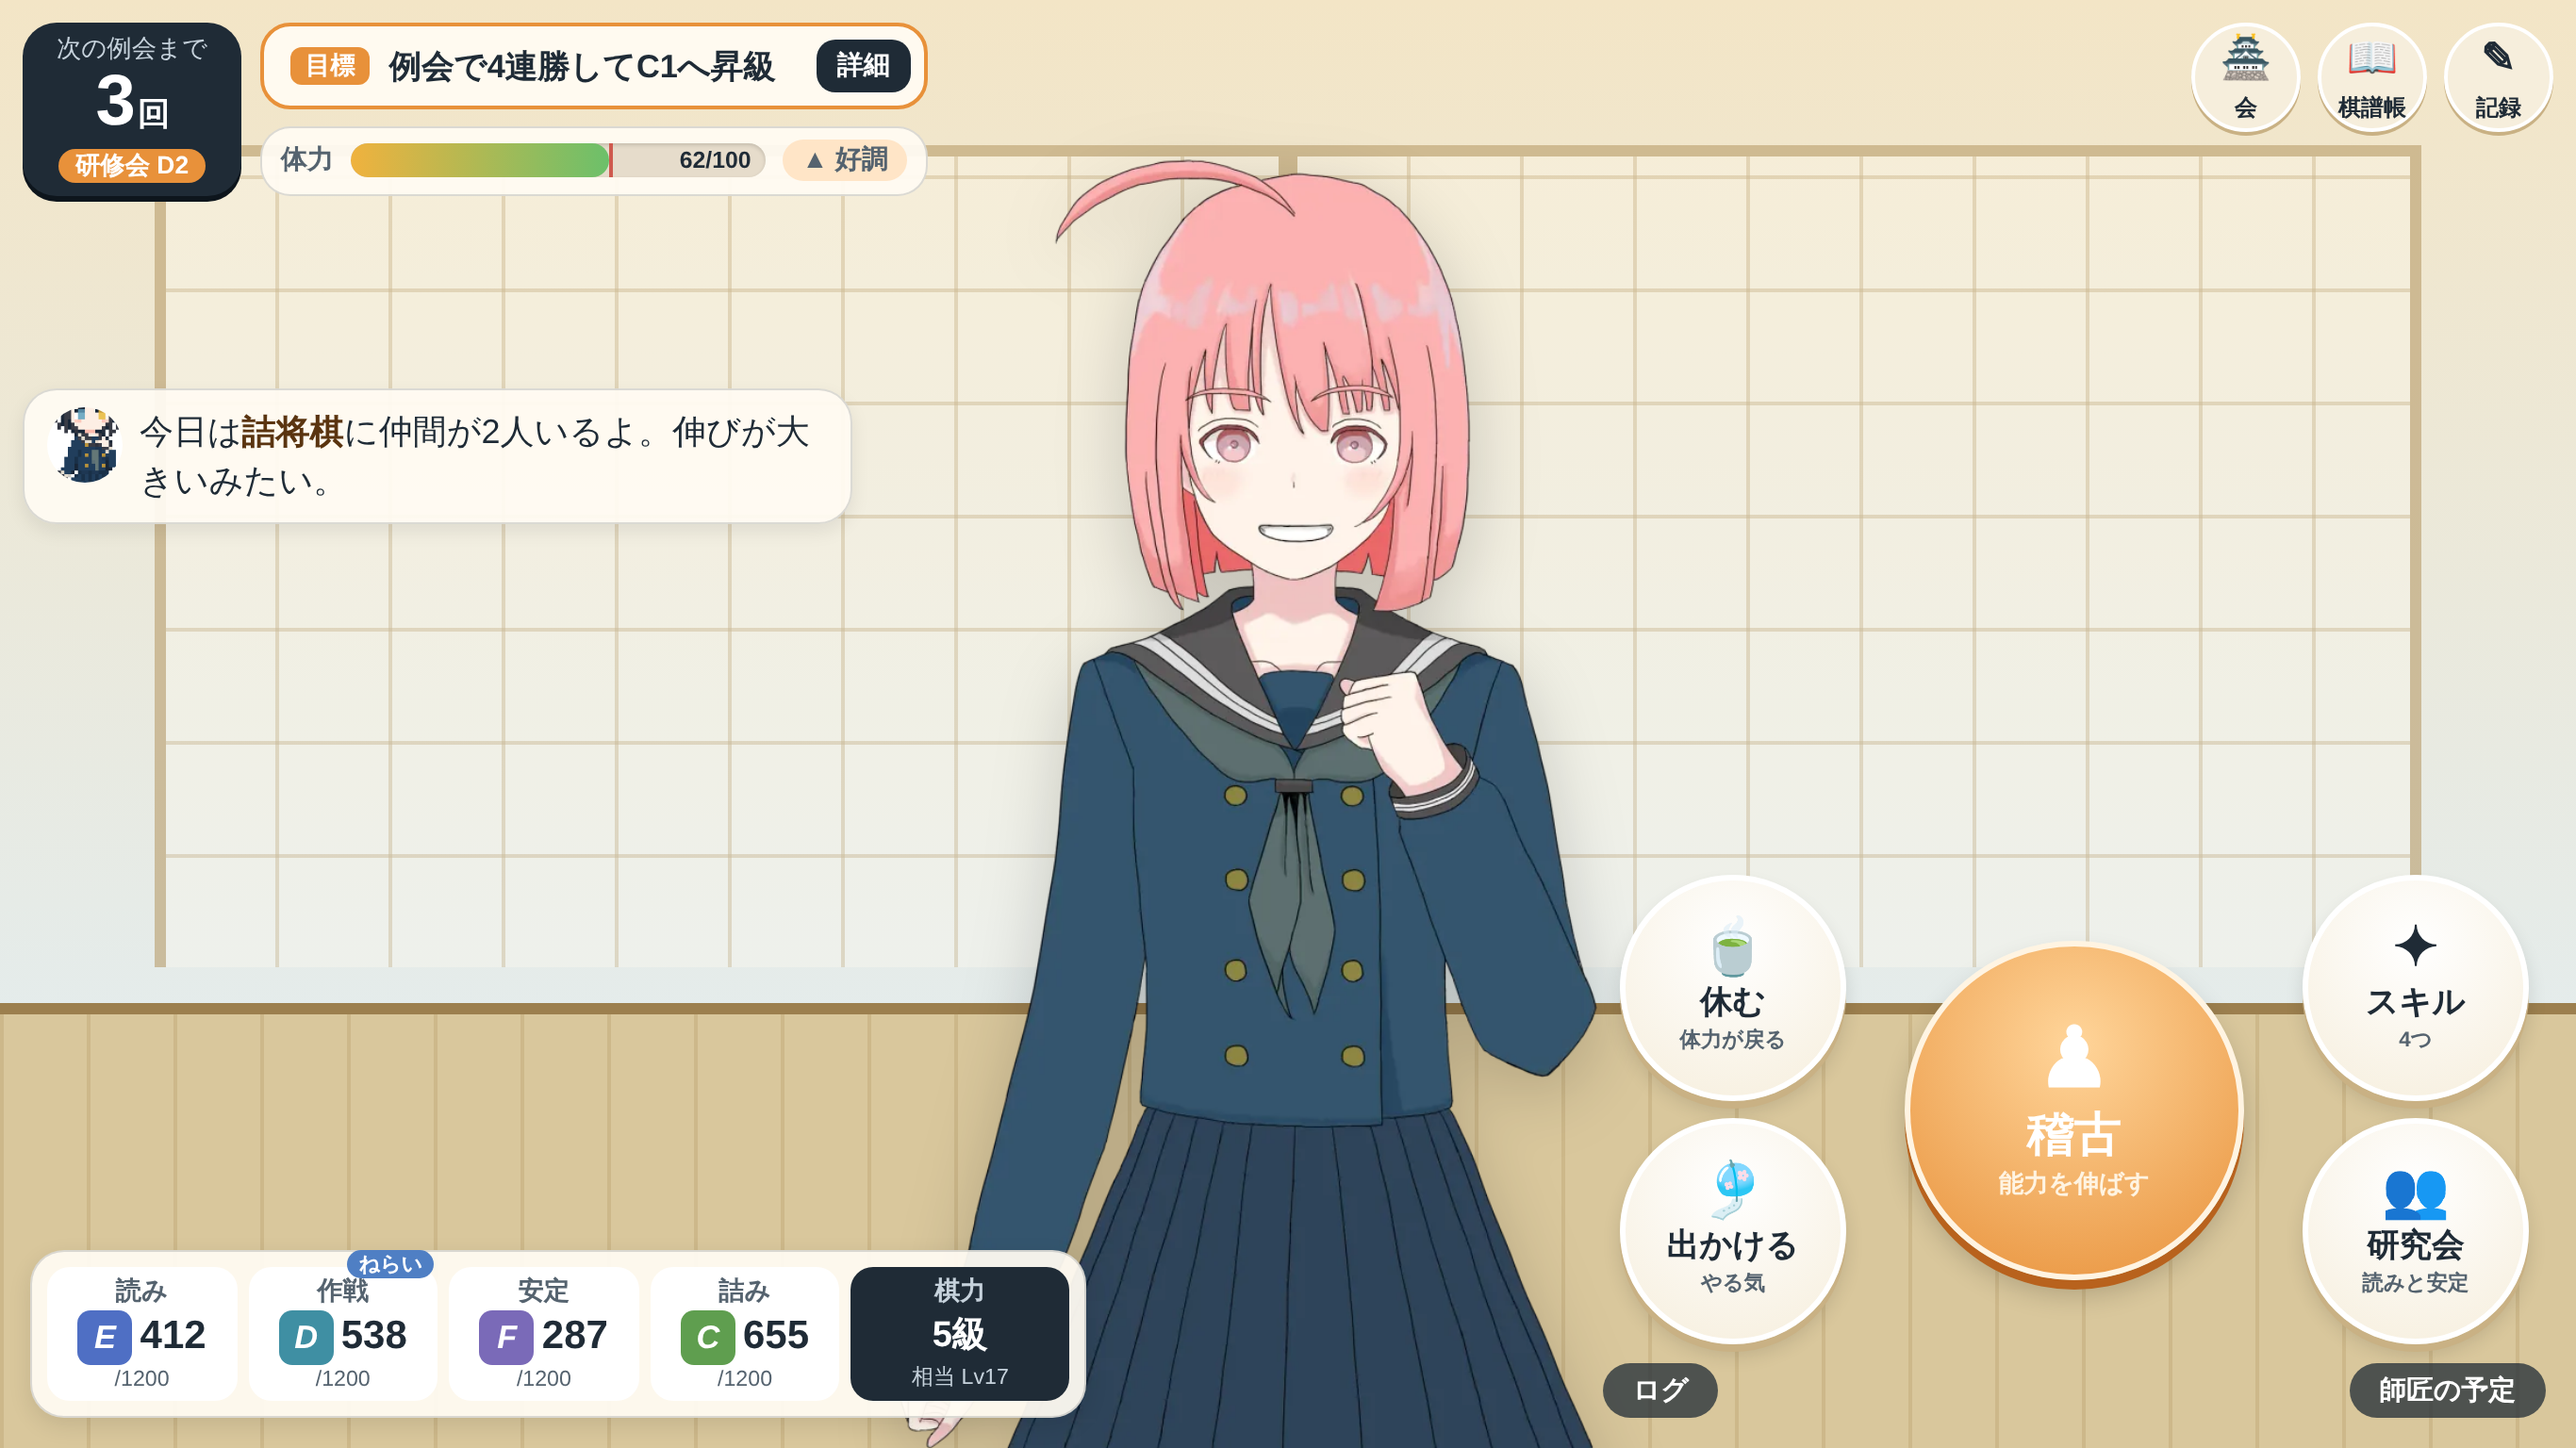 次の例会まで
3回
研修会 D2
目標 例会で4連勝してC1へ昇級 詳細
体力 62/100 ▲ 好調
会
棋譜帳
記録
今日は詰将棋に仲間が2人いるよ。伸びが大
きいみたい。
休む
体力が戻る
出かける
やる気
稽古
能力を伸ばす
スキル
4つ
研究会
読みと安定
ねらい
読み 作戦 安定 詰み 棋力
E 412 D 538 F 287 C 655 5級
/1200 /1200 /1200 /1200 相当 Lv17
ログ
師匠の予定